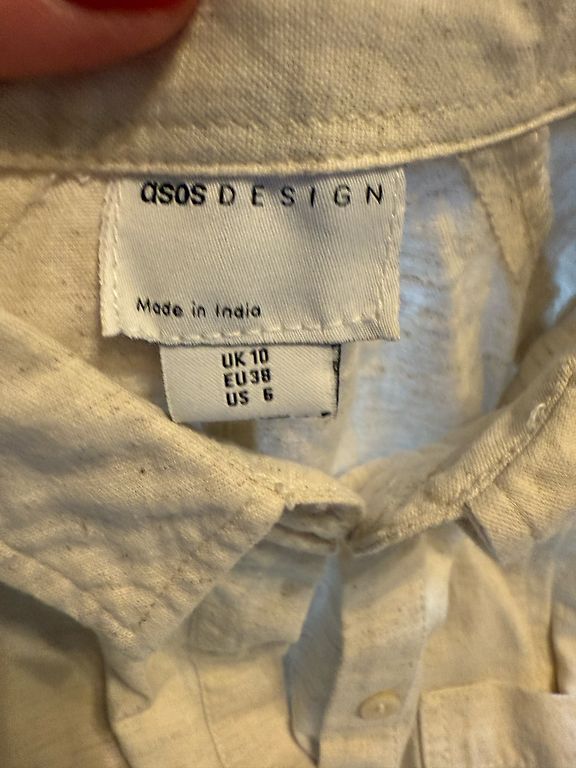 asos DESIGN
Made in India
UK 10
EU 38
US 6